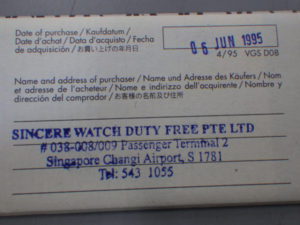 Date of purchase / Kaufdatum /
Date d'achat / Data d'acquisto / Fecha
de adquisición / お買い上げの年月日
06 JUN 1995
4/95 VGS D0B
Name and address of purchaser / Name und Adresse des Käufers / Nom
et adresse de l'acheteur / Nome e indirizzo dell'acquirente / Nombre y
dirección del comprador / お客様の名前及び住所
SINCERE WATCH DUTY FREE PTE LTD
# 038-008/009 Passenger Terminal 2
Singapore Changi Airport, S 1781
Tel: 543 1055